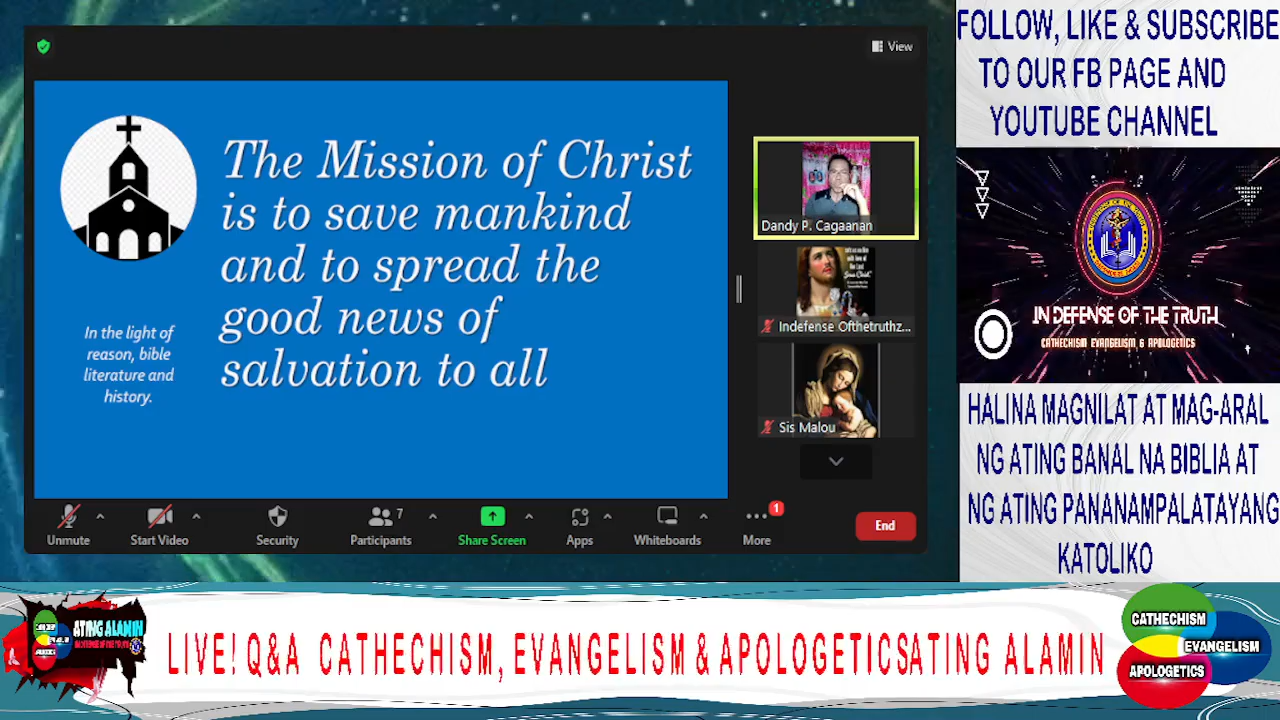 View
The Mission of Christ
is to save mankind
and to spread the
good news of
salvation to all
In the light of
reason, bible
literature and
history.
Dandy P. Cagaanan
Indefense Ofthetruthz...
Sis Malou
Unmute
Start Video
Security
7
Participants
Share Screen
Apps
Whiteboards
1
More
End
FOLLOW, LIKE & SUBSCRIBE
TO OUR FB PAGE AND
YOUTUBE CHANNEL
IN DEFENSE OF THE TRUTH
CATHECHISM EVANGELISM & APOLOGETICS
HALINA MAGNILAT AT MAG-ARAL
NG ATING BANAL NA BIBLIA AT
NG ATING PANANAMPALATAYANG
KATOLIKO
ATING ALAMIN
LIVE! Q&A CATHECHISM, EVANGELISM & APOLOGETICSATING ALAMIN
CATHECHISM
EVANGELISM
APOLOGETICS